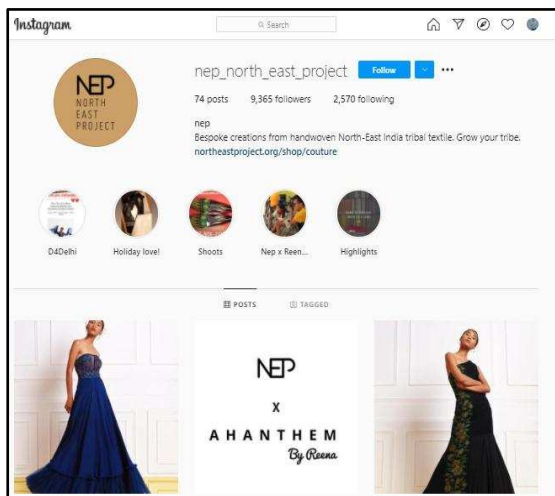 Instagram
Search
NEP
NORTH
EAST
PROJECT
nep_north_east_project Follow
74 posts 9,365 followers 2,570 following
nep
Bespoke creations from handwoven North-East India tribal textile. Grow your tribe.
northeastproject.org/shop/couture
D4Delhi Holiday love! Shoots Nep x Reen... Highlights
POSTS TAGGED
NEP
X
AHANTHEM
By Reena